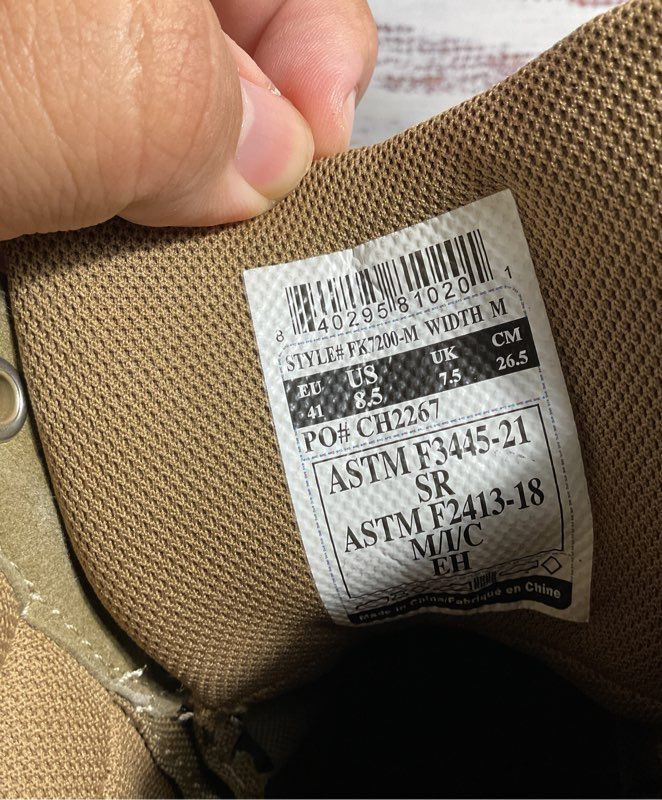 8 40295 81020 1
STYLE# FK7200-M WIDTH M
EU US UK CM
41 8.5 7.5 26.5
PO# CH2267
ASTM F3445-21
SR
ASTM F2413-18
M/I/C
EH
Made in China/Fabriqué en Chine